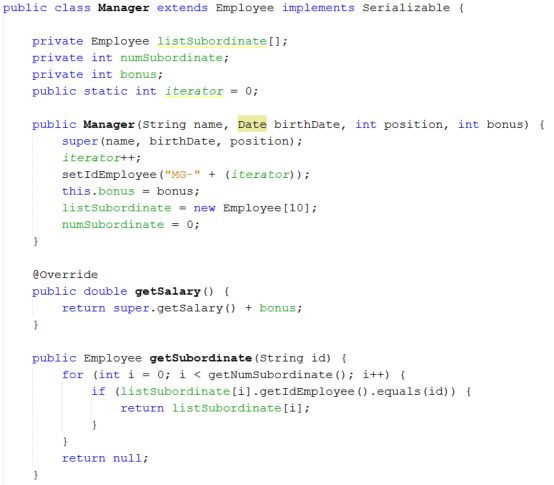 public class Manager extends Employee implements Serializable {
private Employee listSubordinate[];
private int numSubordinate;
private int bonus;
public static int iterator = 0;
public Manager(String name, Date birthDate, int position, int bonus) {
super(name, birthDate, position);
iterator++;
setIdEmployee("MG-" + (iterator));
this.bonus = bonus;
listSubordinate = new Employee[10];
numSubordinate = 0;
}
@Override
public double getSalary() {
return super.getSalary() + bonus;
}
public Employee getSubordinate(String id) {
for (int i = 0; i < getNumSubordinate(); i++) {
if (listSubordinate[i].getIdEmployee().equals(id)) {
return listSubordinate[i];
}
}
return null;
}